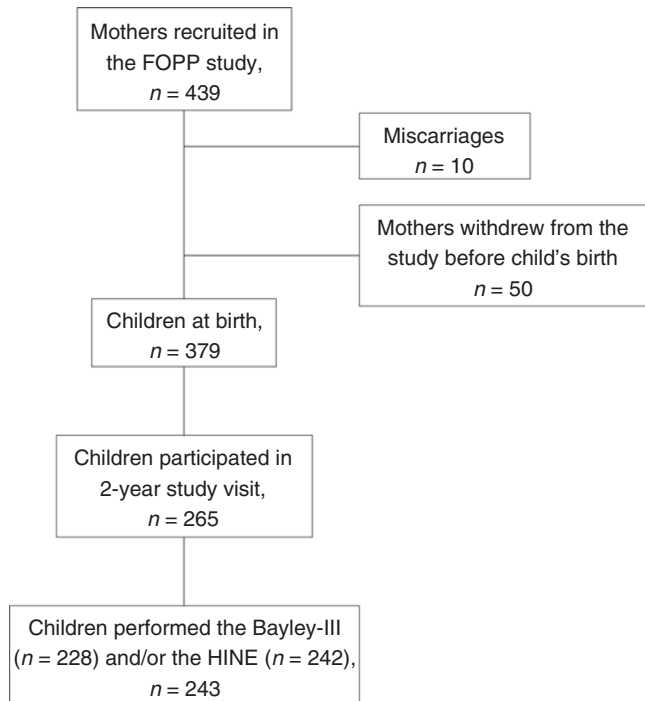 Mothers recruited in
the FOPP study,
n = 439
Miscarriages
n = 10
Mothers withdrew from the
study before child's birth
n = 50
Children at birth,
n = 379
Children participated in
2-year study visit,
n = 265
Children performed the Bayley-III
(n = 228) and/or the HINE (n = 242),
n = 243